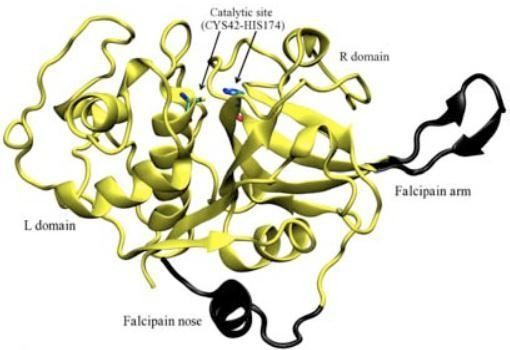 Catalytic site
(CYS42-HIS174)
R domain
Falcipain arm
L domain
Falcipain nose